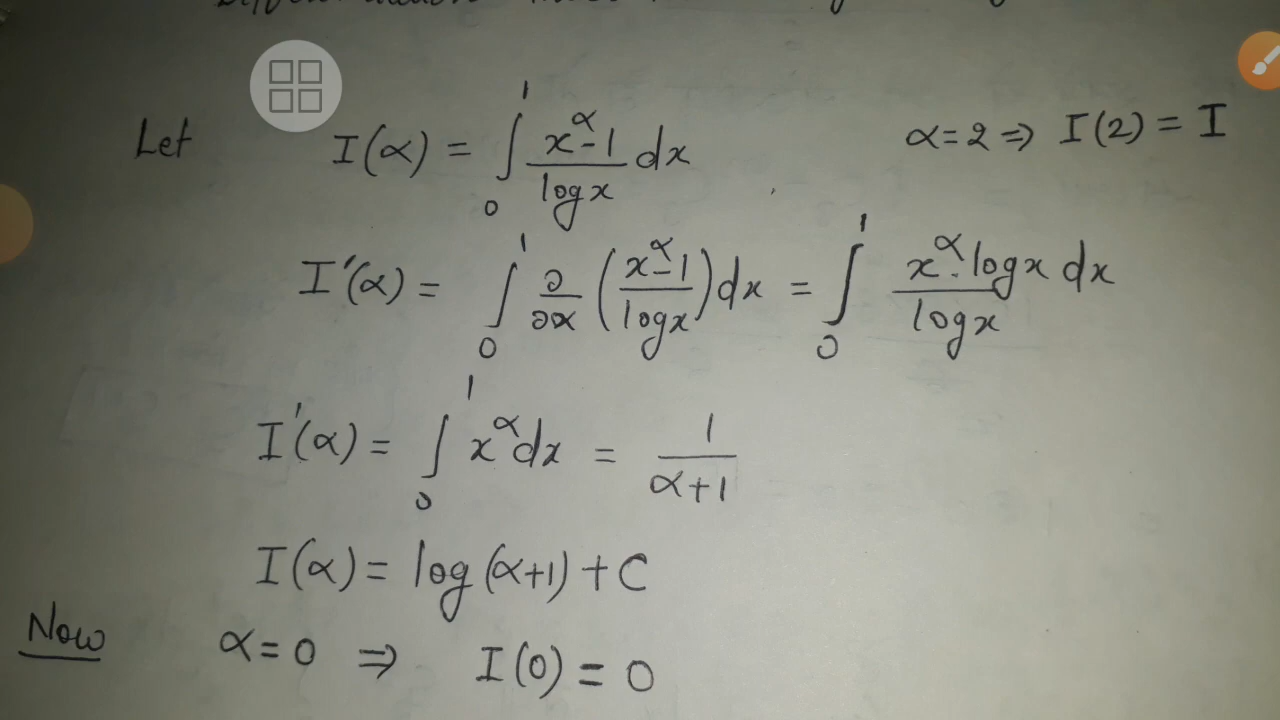 Let I(α) = ∫₀¹ (x^α - 1)/(log x) dx α=2 ⇒ I(2) = I
I'(α) = ∫₀¹ ∂/∂α ((x^α - 1)/(log x)) dx = ∫₀¹ (x^α . log x)/(log x) dx
I'(α) = ∫₀¹ x^α dx = 1/(α+1)
I(α) = log (α+1) + C
Now α=0 ⇒ I(0) = 0